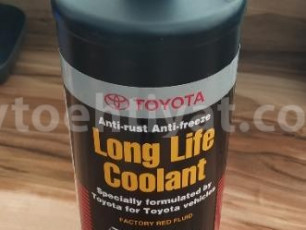 TOYOTA
Anti-rust Anti-freeze
Long Life
Coolant
Specially formulated by
Toyota for Toyota vehicles
FACTORY RED FLUID